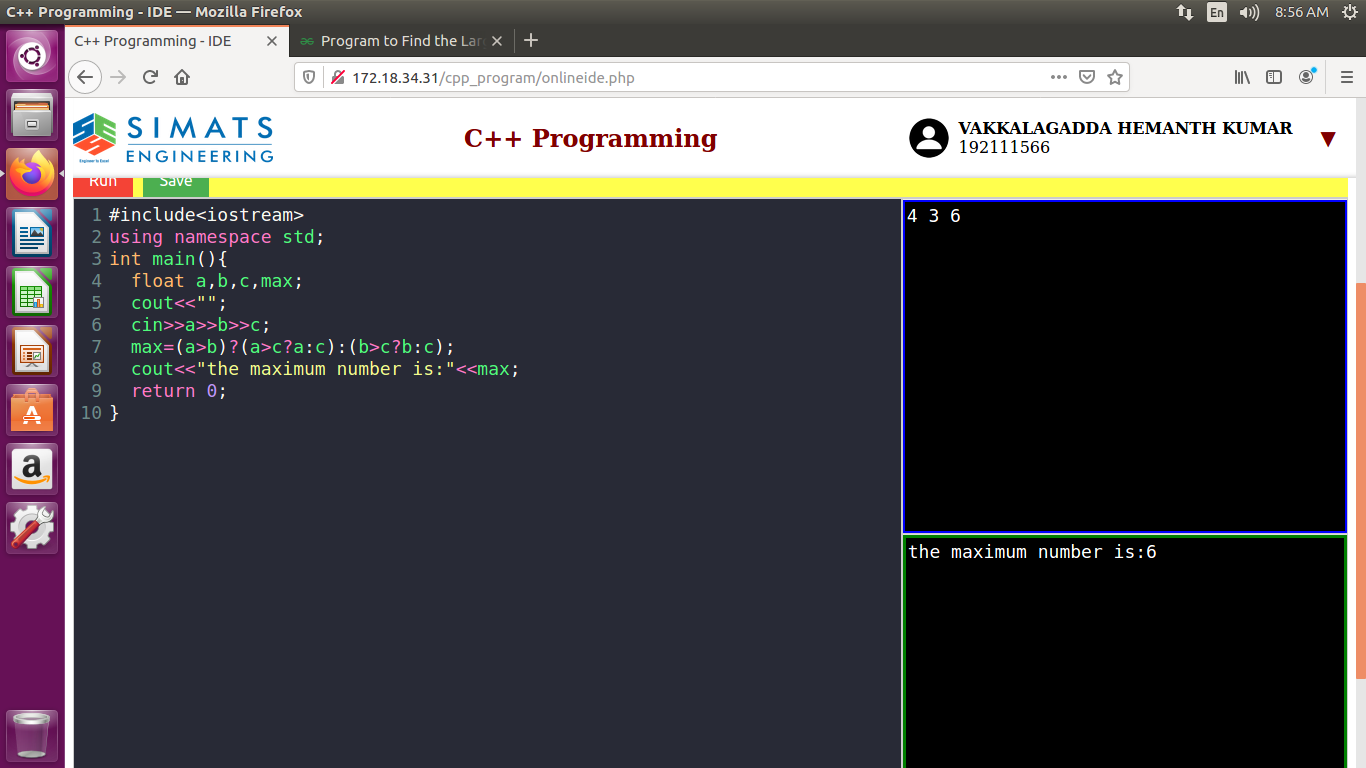 C++ Programming - IDE — Mozilla Firefox
En
8:56 AM
C++ Programming - IDE
Program to Find the Lar
172.18.34.31/cpp_program/onlineide.php
SIMATS
ENGINEERING
Engineer to Excel
C++ Programming
VAKKALAGADDA HEMANTH KUMAR
192111566
Run
Save
1 #include<iostream>
2 using namespace std;
3 int main(){
4 float a,b,c,max;
5 cout<<"";
6 cin>>a>>b>>c;
7 max=(a>b)?(a>c?a:c):(b>c?b:c);
8 cout<<"the maximum number is:"<<max;
9 return 0;
10 }
4 3 6
the maximum number is:6